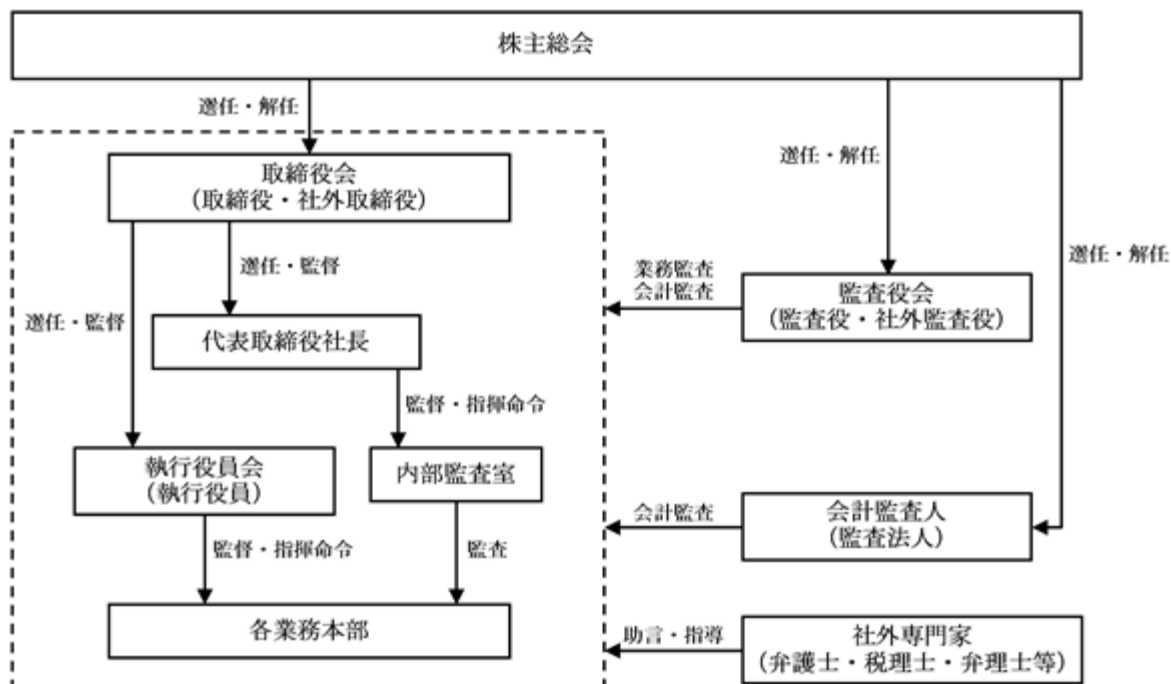 株主総会
選任・解任
選任・解任
選任・解任
取締役会
（取締役・社外取締役）
選任・監督
選任・監督
業務監査
会計監査
監査役会
（監査役・社外監査役）
代表取締役社長
監督・指揮命令
執行役員会
（執行役員）
内部監査室
会計監査
会計監査人
（監査法人）
監督・指揮命令
監査
各業務本部
助言・指導
社外専門家
（弁護士・税理士・弁理士等）